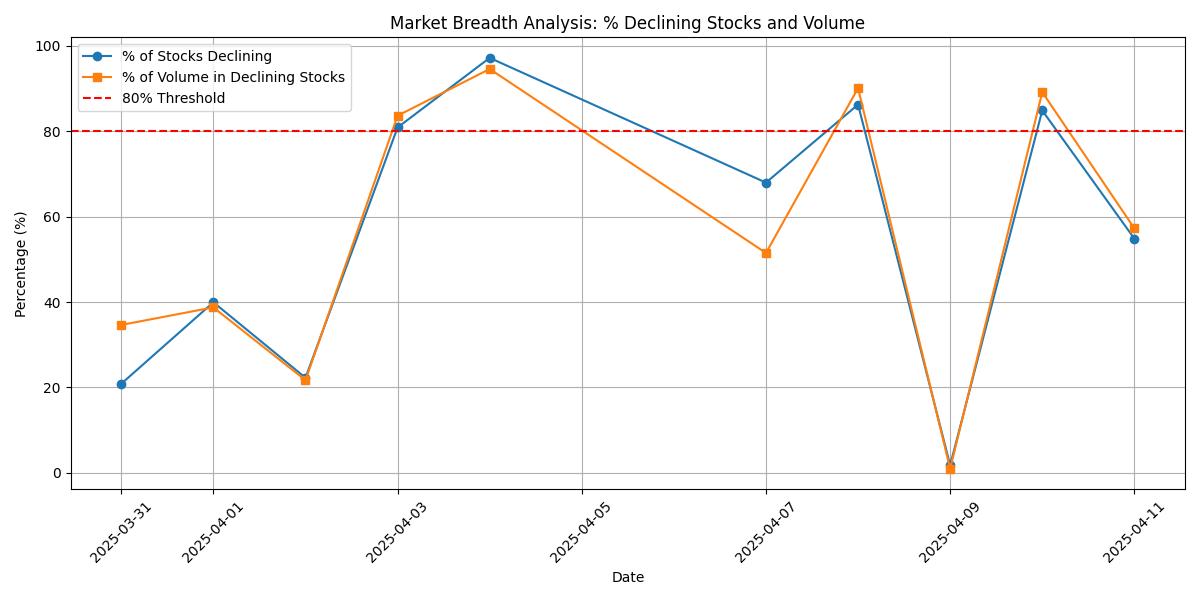 Market Breadth Analysis: % Declining Stocks and Volume
% of Stocks Declining
% of Volume in Declining Stocks
80% Threshold
Percentage (%)
100
80
60
40
20
0
2025-03-31
2025-04-01
2025-04-03
2025-04-05
2025-04-07
2025-04-09
2025-04-11
Date